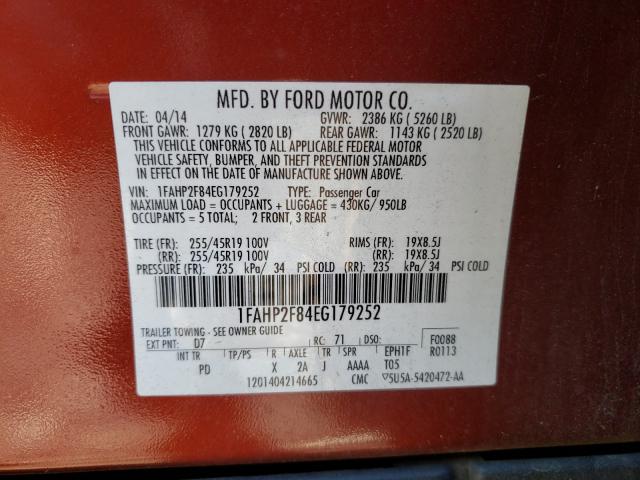 MFD. BY FORD MOTOR CO.
DATE: 04/14 GVWR: 2386 KG ( 5260 LB)
FRONT GAWR: 1279 KG ( 2820 LB) REAR GAWR: 1143 KG ( 2520 LB)
THIS VEHICLE CONFORMS TO ALL APPLICABLE FEDERAL MOTOR
VEHICLE SAFETY, BUMPER, AND THEFT PREVENTION STANDARDS
IN EFFECT ON THE DATE OF MANUFACTURE SHOWN ABOVE.
VIN: 1FAHP2F84EG179252 TYPE: Passenger Car
MAXIMUM LOAD = OCCUPANTS + LUGGAGE = 430KG/ 950LB
OCCUPANTS = 5 TOTAL; 2 FRONT, 3 REAR
TIRE (FR): 255/45R19 100V RIMS (FR): 19X8.5J
(RR): 255/45R19 100V (RR): 19X8.5J
PRESSURE (FR): 235 kPa/ 34 PSI COLD (RR): 235 kPa/ 34 PSI COLD
1FAHP2F84EG179252
TRAILER TOWING - SEE OWNER GUIDE
EXT PNT: D7 RC: 71 DSO: F0088
INT TR TP/PS R AXLE TR SPR EPH1F R0113
PD X 2A J AAAA T05
1201404214665 CMC ▽5U5A-5420472-AA